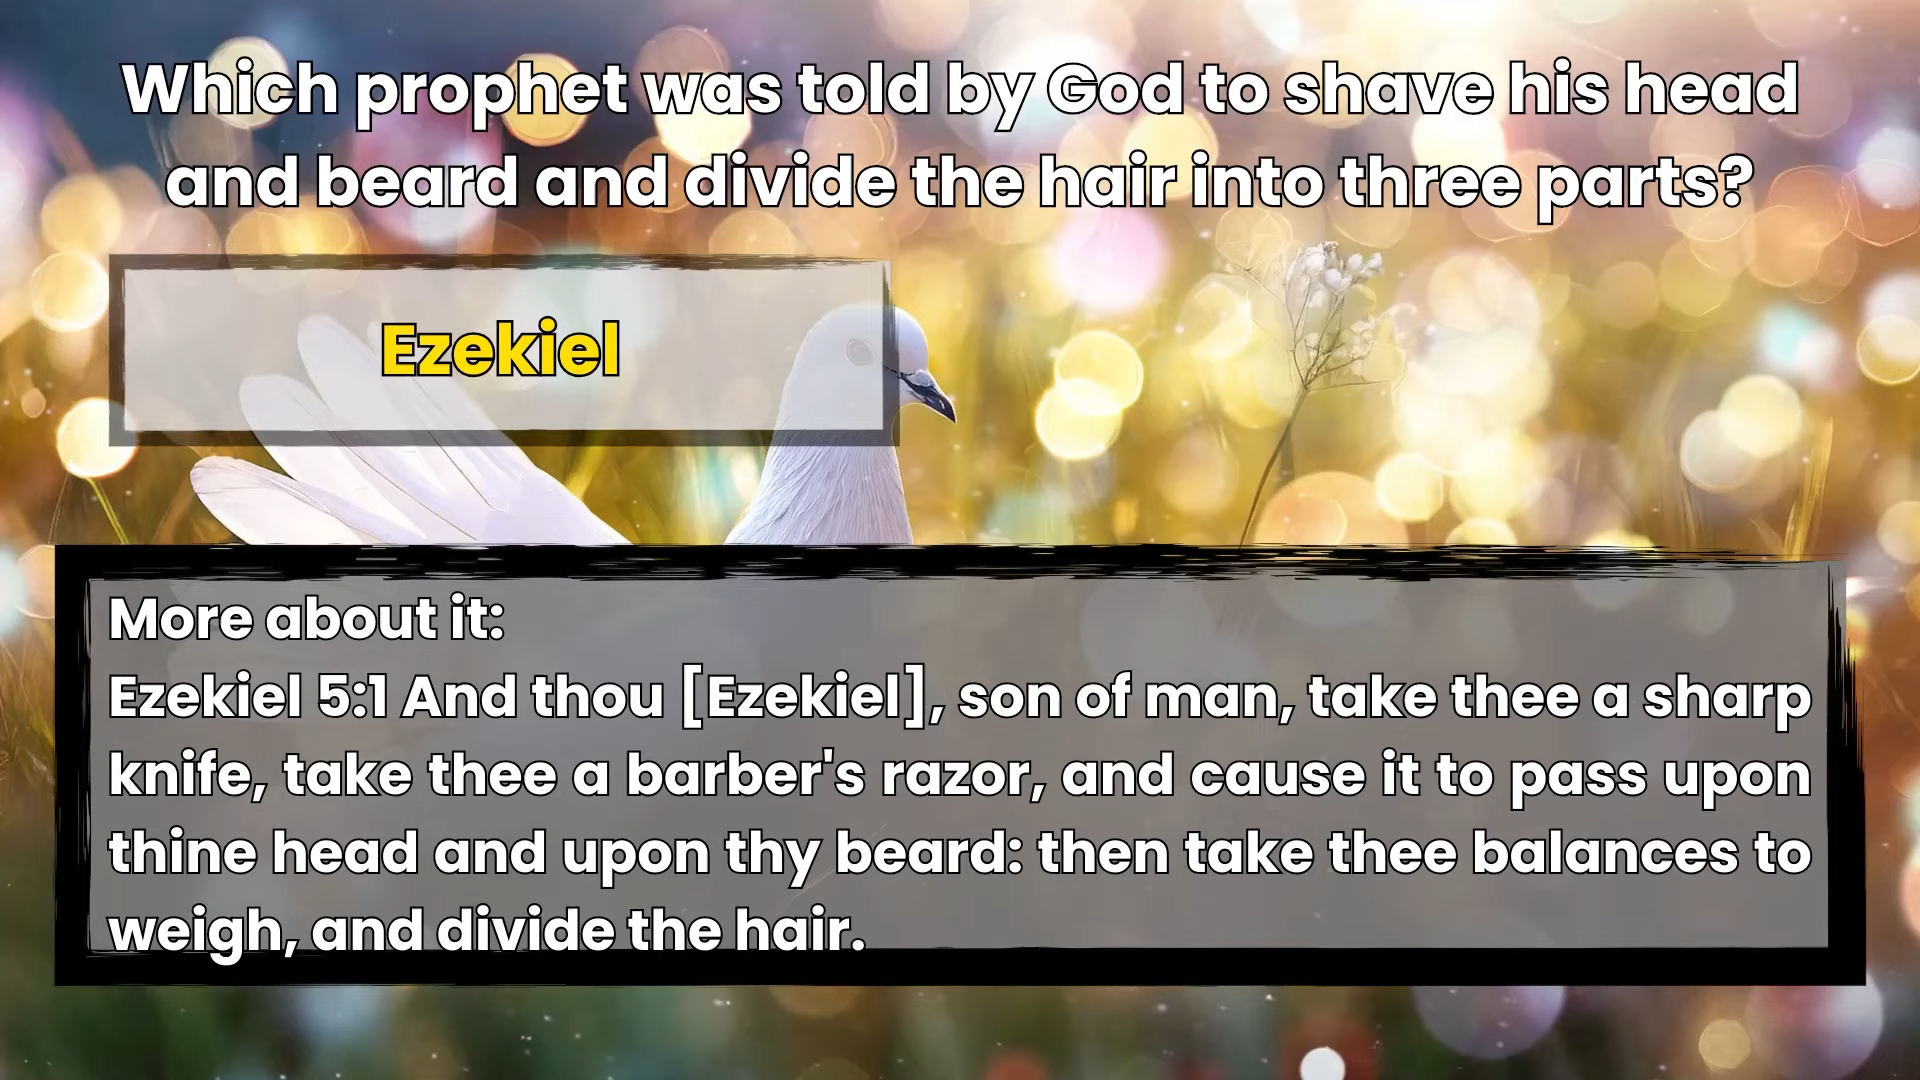 Which prophet was told by God to shave his head
and beard and divide the hair into three parts?
Ezekiel
More about it:
Ezekiel 5:1 And thou [Ezekiel], son of man, take thee a sharp
knife, take thee a barber's razor, and cause it to pass upon
thine head and upon thy beard: then take thee balances to
weigh, and divide the hair.